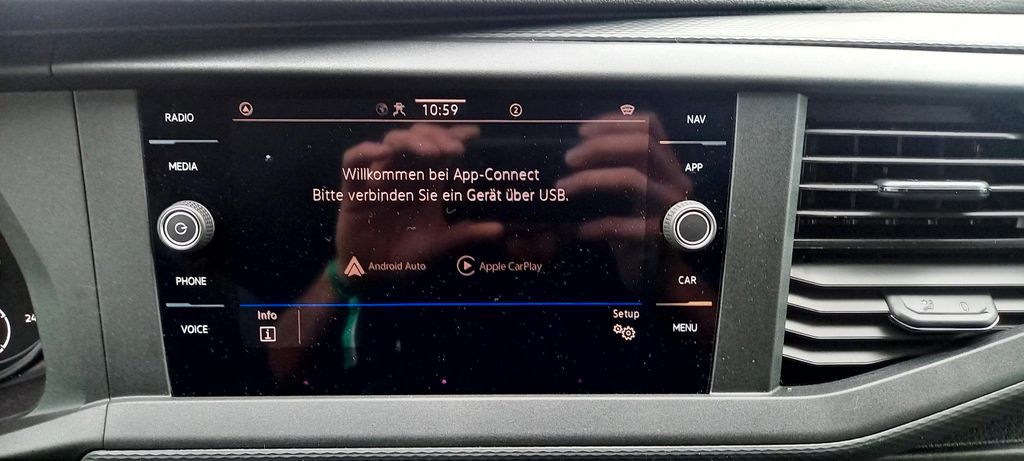 RADIO
MEDIA
PHONE
VOICE
10:59
2
Willkommen bei App-Connect
Bitte verbinden Sie ein Gerät über USB.
Android Auto
Apple CarPlay
Info
i
Setup
NAV
APP
CAR
MENU
24